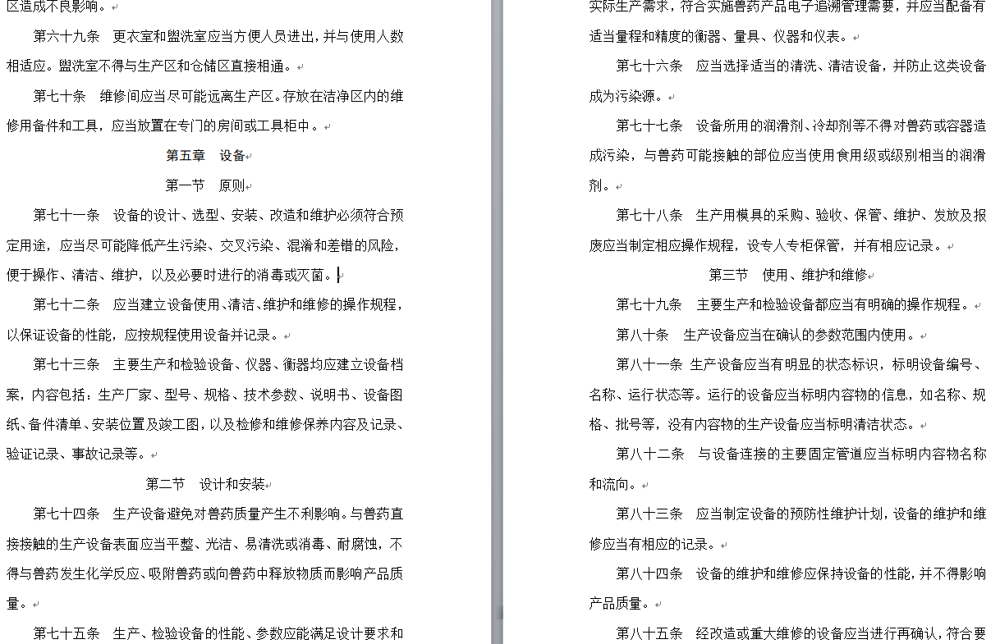 区造成不良影响。
第六十九条　更衣室和盥洗室应当方便人员进出，并与使用人数
相适应。盥洗室不得与生产区和仓储区直接相通。
第七十条　维修间应当尽可能远离生产区。存放在洁净区内的维
修用备件和工具，应当放置在专门的房间或工具柜中。
第五章　设备
第一节　原则
第七十一条　设备的设计、选型、安装、改造和维护必须符合预
定用途，应当尽可能降低产生污染、交叉污染、混淆和差错的风险，
便于操作、清洁、维护，以及必要时进行的消毒或灭菌。
第七十二条　应当建立设备使用、清洁、维护和维修的操作规程，
以保证设备的性能，应按规程使用设备并记录。
第七十三条　主要生产和检验设备、仪器、衡器均应建立设备档
案，内容包括：生产厂家、型号、规格、技术参数、说明书、设备图
纸、备件清单、安装位置及竣工图，以及检修和维修保养内容及记录、
验证记录、事故记录等。
第二节　设计和安装
第七十四条　生产设备避免对兽药质量产生不利影响。与兽药直
接接触的生产设备表面应当平整、光洁、易清洗或消毒、耐腐蚀，不
得与兽药发生化学反应、吸附兽药或向兽药中释放物质而影响产品质
量。
第七十五条　生产、检验设备的性能、参数应能满足设计要求和
实际生产需求，符合实施兽药产品电子追溯管理需要，并应当配备有
适当量程和精度的衡器、量具、仪器和仪表。
第七十六条　应当选择适当的清洗、清洁设备，并防止这类设备
成为污染源。
第七十七条　设备所用的润滑剂、冷却剂等不得对兽药或容器造
成污染，与兽药可能接触的部位应当使用食用级或级别相当的润滑
剂。
第七十八条　生产用模具的采购、验收、保管、维护、发放及报
废应当制定相应操作规程，设专人专柜保管，并有相应记录。
第三节　使用、维护和维修
第七十九条　主要生产和检验设备都应当有明确的操作规程。
第八十条　生产设备应当在确认的参数范围内使用。
第八十一条 生产设备应当有明显的状态标识，标明设备编号、
名称、运行状态等。运行的设备应当标明内容物的信息，如名称、规
格、批号等，没有内容物的生产设备应当标明清洁状态。
第八十二条　与设备连接的主要固定管道应当标明内容物名称
和流向。
第八十三条　应当制定设备的预防性维护计划，设备的维护和维
修应当有相应的记录。
第八十四条　设备的维护和维修应保持设备的性能，并不得影响
产品质量。
第八十五条　经改造或重大维修的设备应当进行再确认，符合要